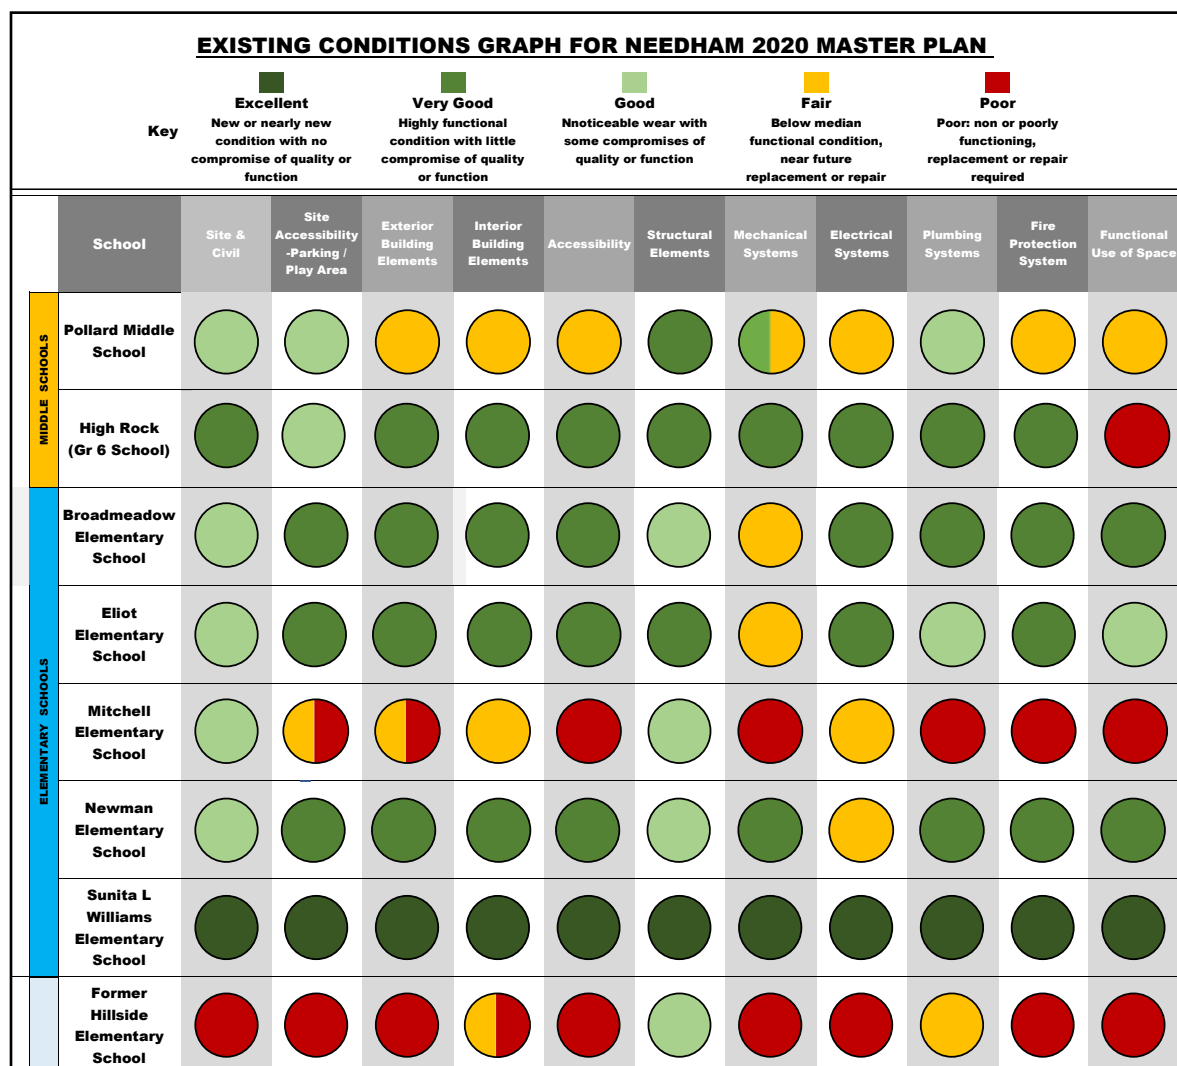 EXISTING CONDITIONS GRAPH FOR NEEDHAM 2020 MASTER PLAN
Key
Excellent
New or nearly new
condition with no
compromise of quality or
function
Very Good
Highly functional
condition with little
compromise of quality
or function
Good
Nnoticeable wear with
some compromises of
quality or function
Fair
Below median
functional condition,
near future
replacement or repair
Poor
Poor: non or poorly
functioning,
replacement or repair
required
School
Site &
Civil
Site
Accessibility
-Parking /
Play Area
Exterior
Building
Elements
Interior
Building
Elements
Accessibility
Structural
Elements
Mechanical
Systems
Electrical
Systems
Plumbing
Systems
Fire
Protection
System
Functional
Use of Space
MIDDLE SCHOOLS
Pollard Middle
School
High Rock
(Gr 6 School)
ELEMENTARY SCHOOLS
Broadmeadow
Elementary
School
Eliot
Elementary
School
Mitchell
Elementary
School
Newman
Elementary
School
Sunita L
Williams
Elementary
School
Former
Hillside
Elementary
School